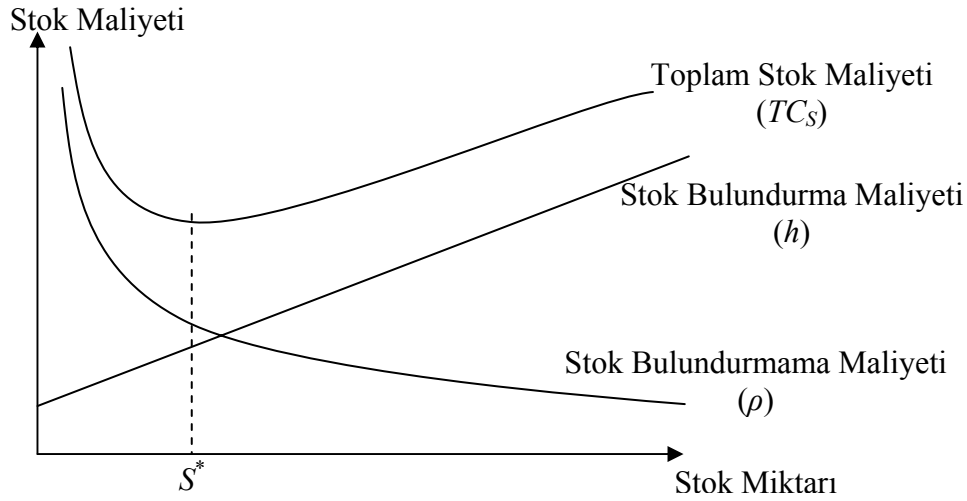 Stok Maliyeti
Toplam Stok Maliyeti
(TC_S)
Stok Bulundurma Maliyeti
(h)
Stok Bulundurmama Maliyeti
(ρ)
S*
Stok Miktarı